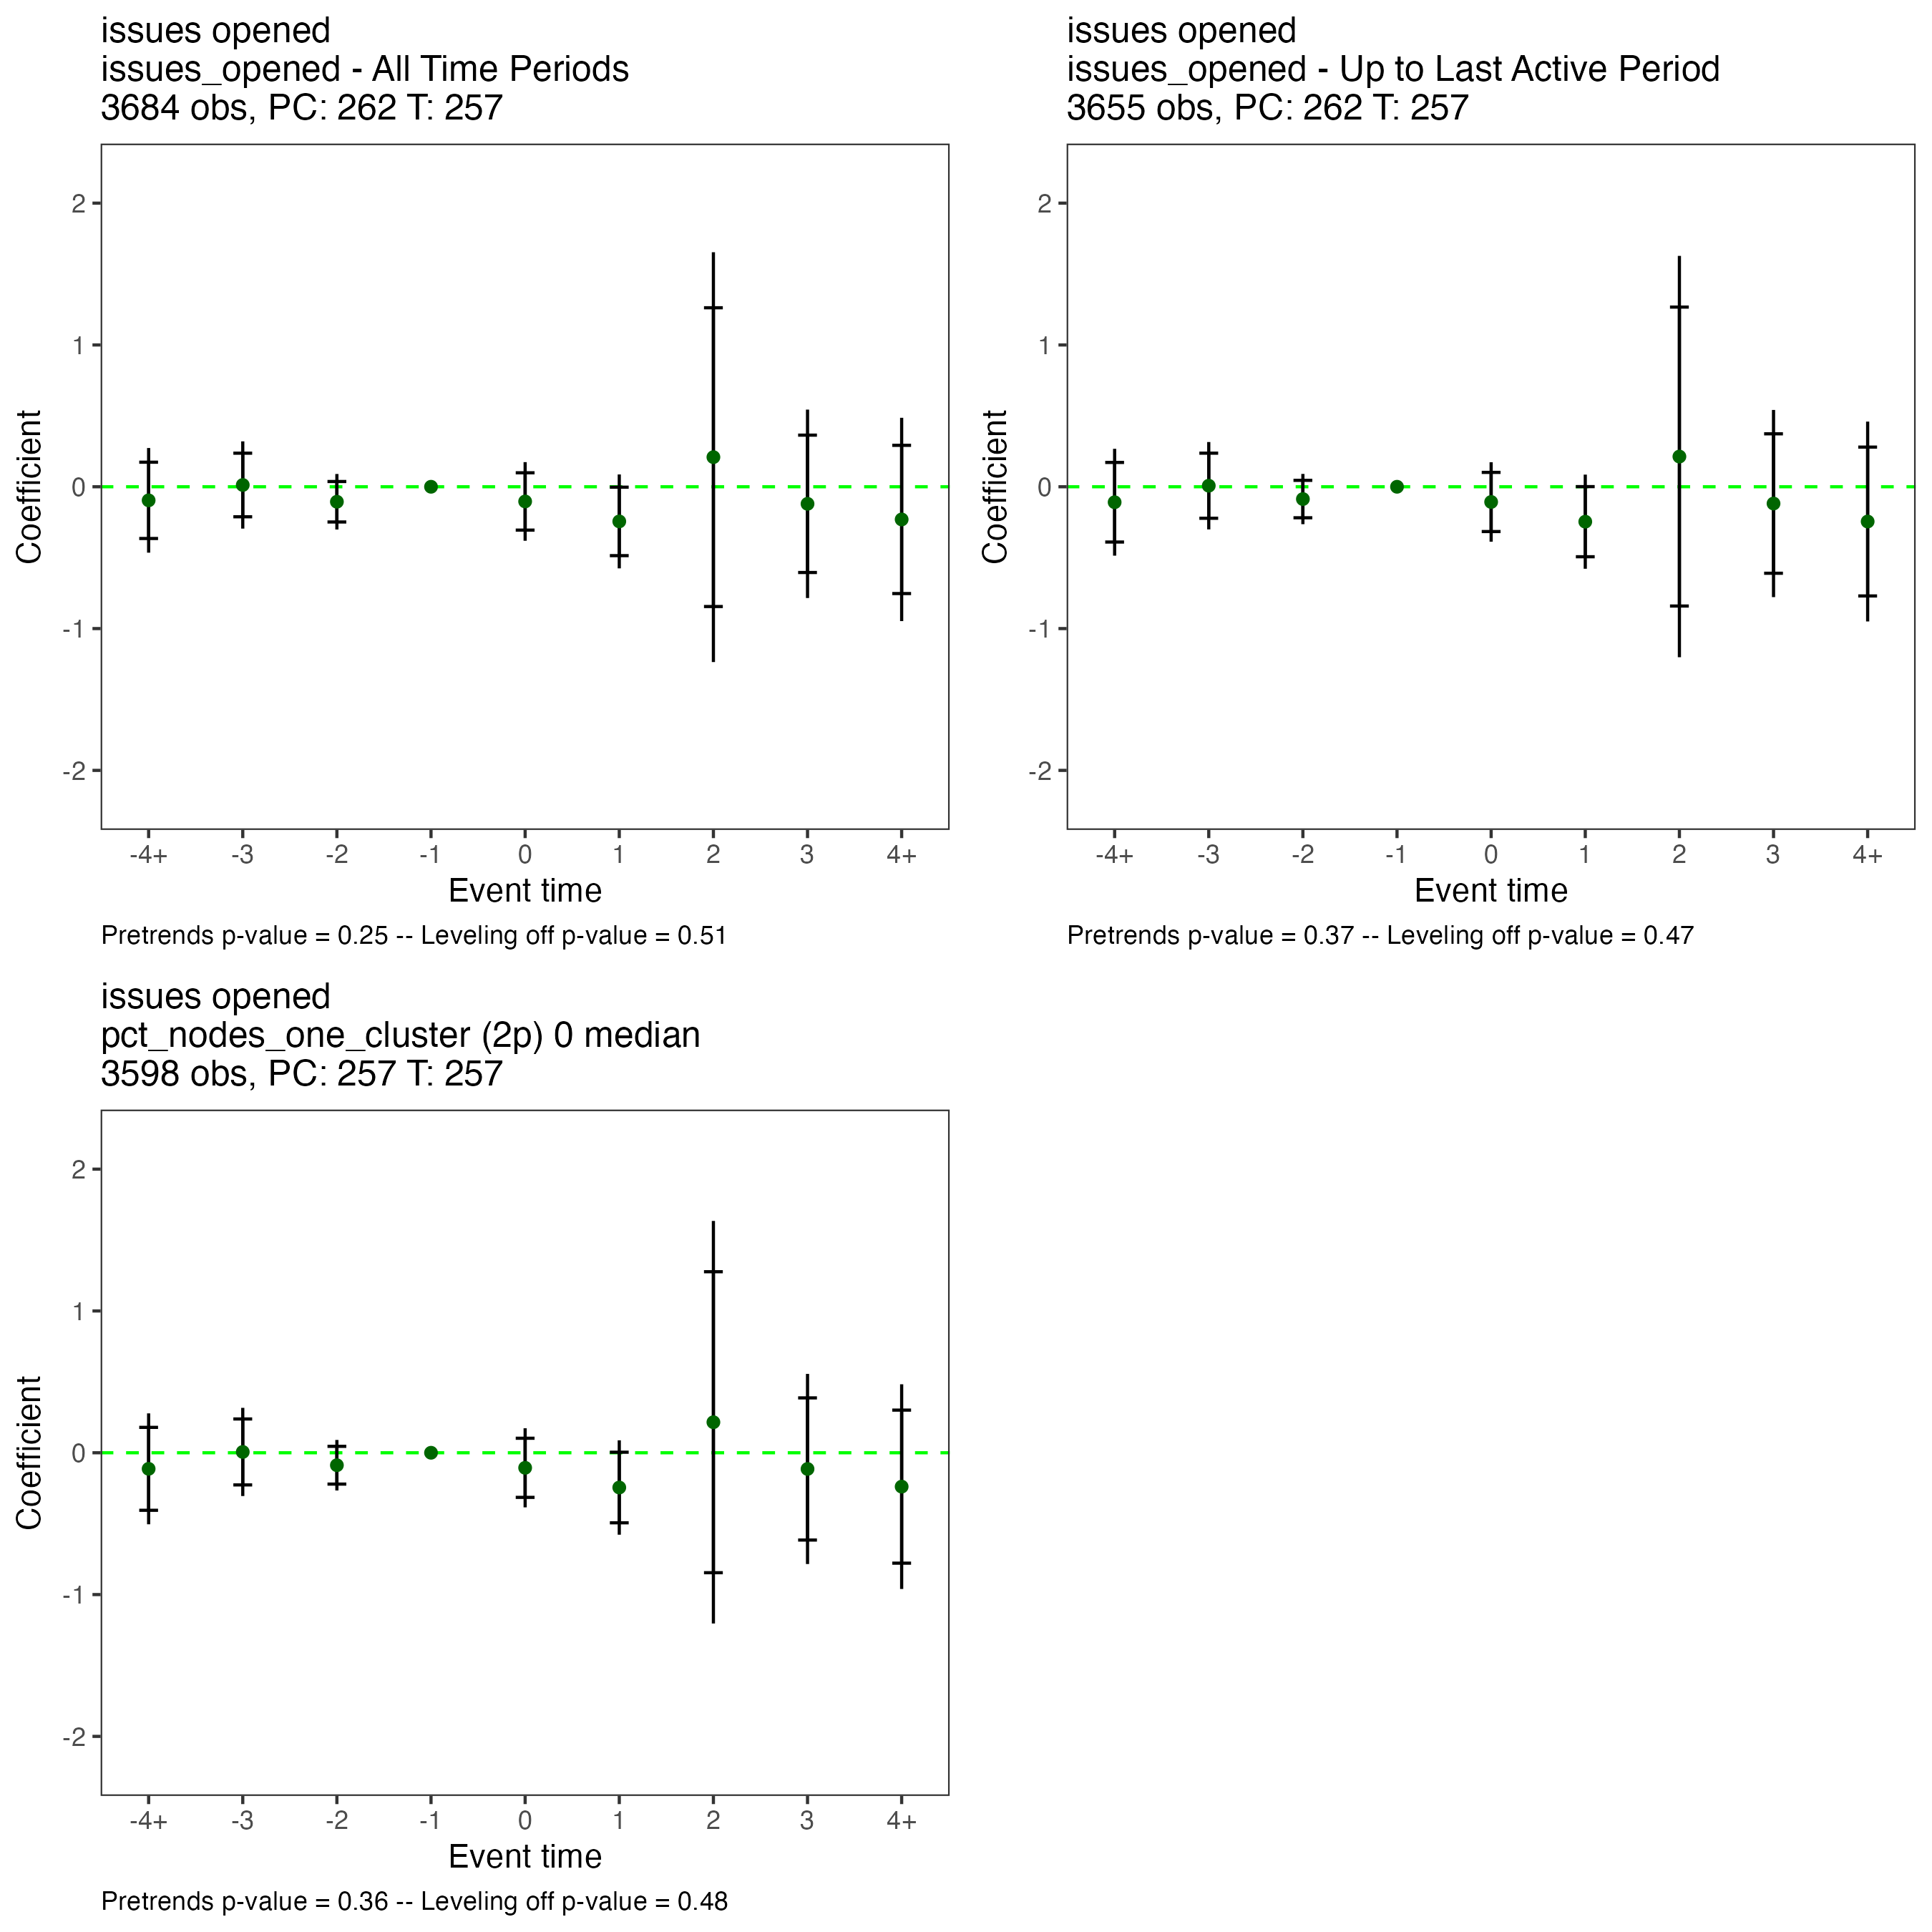 issues opened
issues_opened - All Time Periods
3684 obs, PC: 262 T: 257
Coefficient
2
1
0
-1
-2
-4+ -3 -2 -1 0 1 2 3 4+
Event time
Pretrends p-value = 0.25 -- Leveling off p-value = 0.51
issues opened
issues_opened - Up to Last Active Period
3655 obs, PC: 262 T: 257
Coefficient
2
1
0
-1
-2
-4+ -3 -2 -1 0 1 2 3 4+
Event time
Pretrends p-value = 0.37 -- Leveling off p-value = 0.47
issues opened
pct_nodes_one_cluster (2p) 0 median
3598 obs, PC: 257 T: 257
Coefficient
2
1
0
-1
-2
-4+ -3 -2 -1 0 1 2 3 4+
Event time
Pretrends p-value = 0.36 -- Leveling off p-value = 0.48